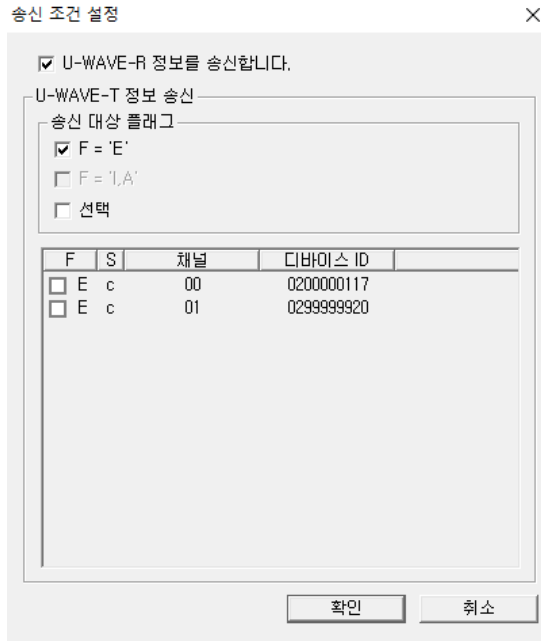 송신 조건 설정
U-WAVE-R 정보를 송신합니다.
U-WAVE-T 정보 송신
송신 대상 플래그
F = 'E'
F = 'I,A'
선택
F S 채널 디바이스 ID
E c 00 0200000117
E c 01 0299999920
확인 취소